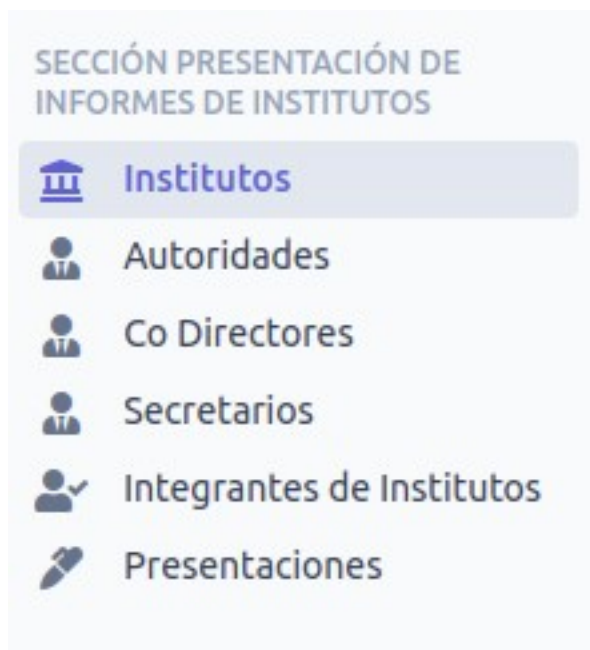 SECCIÓN PRESENTACIÓN DE
INFORMES DE INSTITUTOS
Institutos
Autoridades
Co Directores
Secretarios
Integrantes de Institutos
Presentaciones